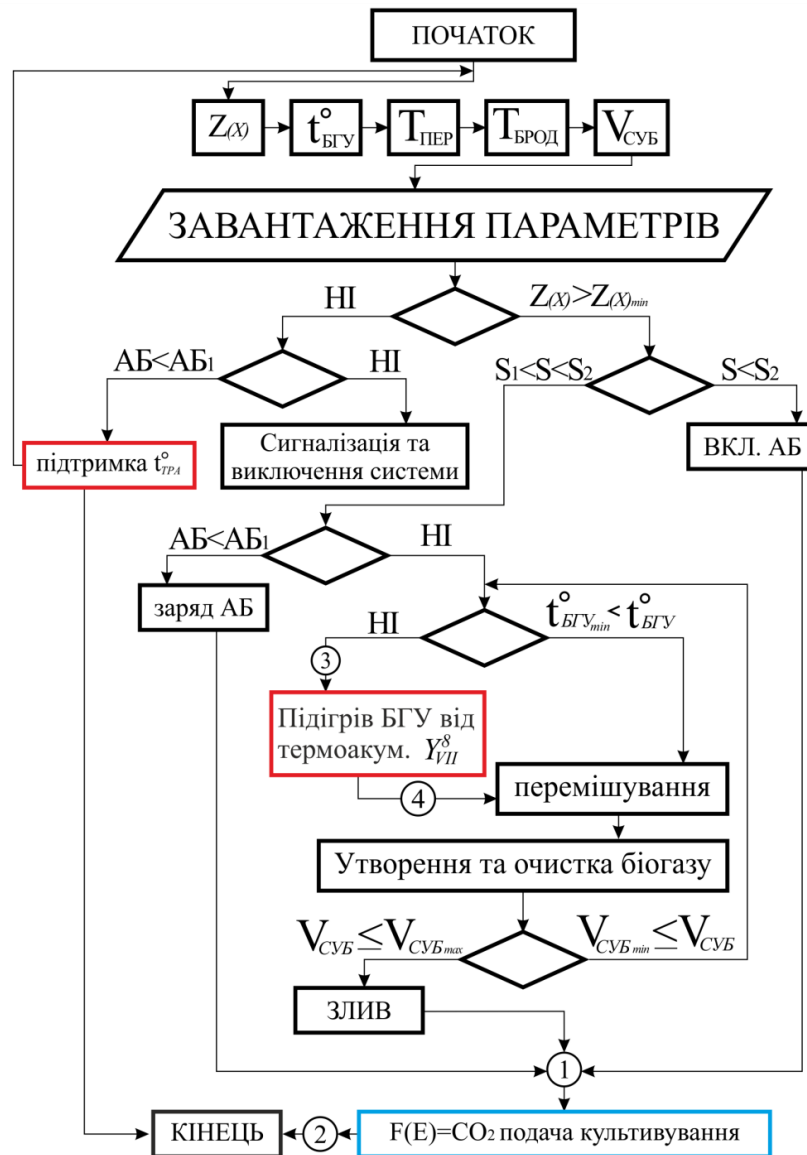 ПОЧАТОК
Z(X) t°БГУ TПЕР TБРОД VСУБ
ЗАВАНТАЖЕННЯ ПАРАМЕТРІВ
НІ Z(X)>Z(X)min
АБ<АБ1 НІ S1<S<S2 S<S2
підтримка t°ТРА
Сигналізація та
виключення системи
ВКЛ. АБ
АБ<АБ1 НІ
заряд АБ
НІ t°БГУmin< t°БГУ
3
Підігрів БГУ від
термоакум. Y⁸VII
4
перемішування
Утворення та очистка біогазу
VСУБ≤VСУБmax VСУБmin≤VСУБ
ЗЛИВ
1
КІНЕЦЬ 2 F(E)=CO₂ подача культивування